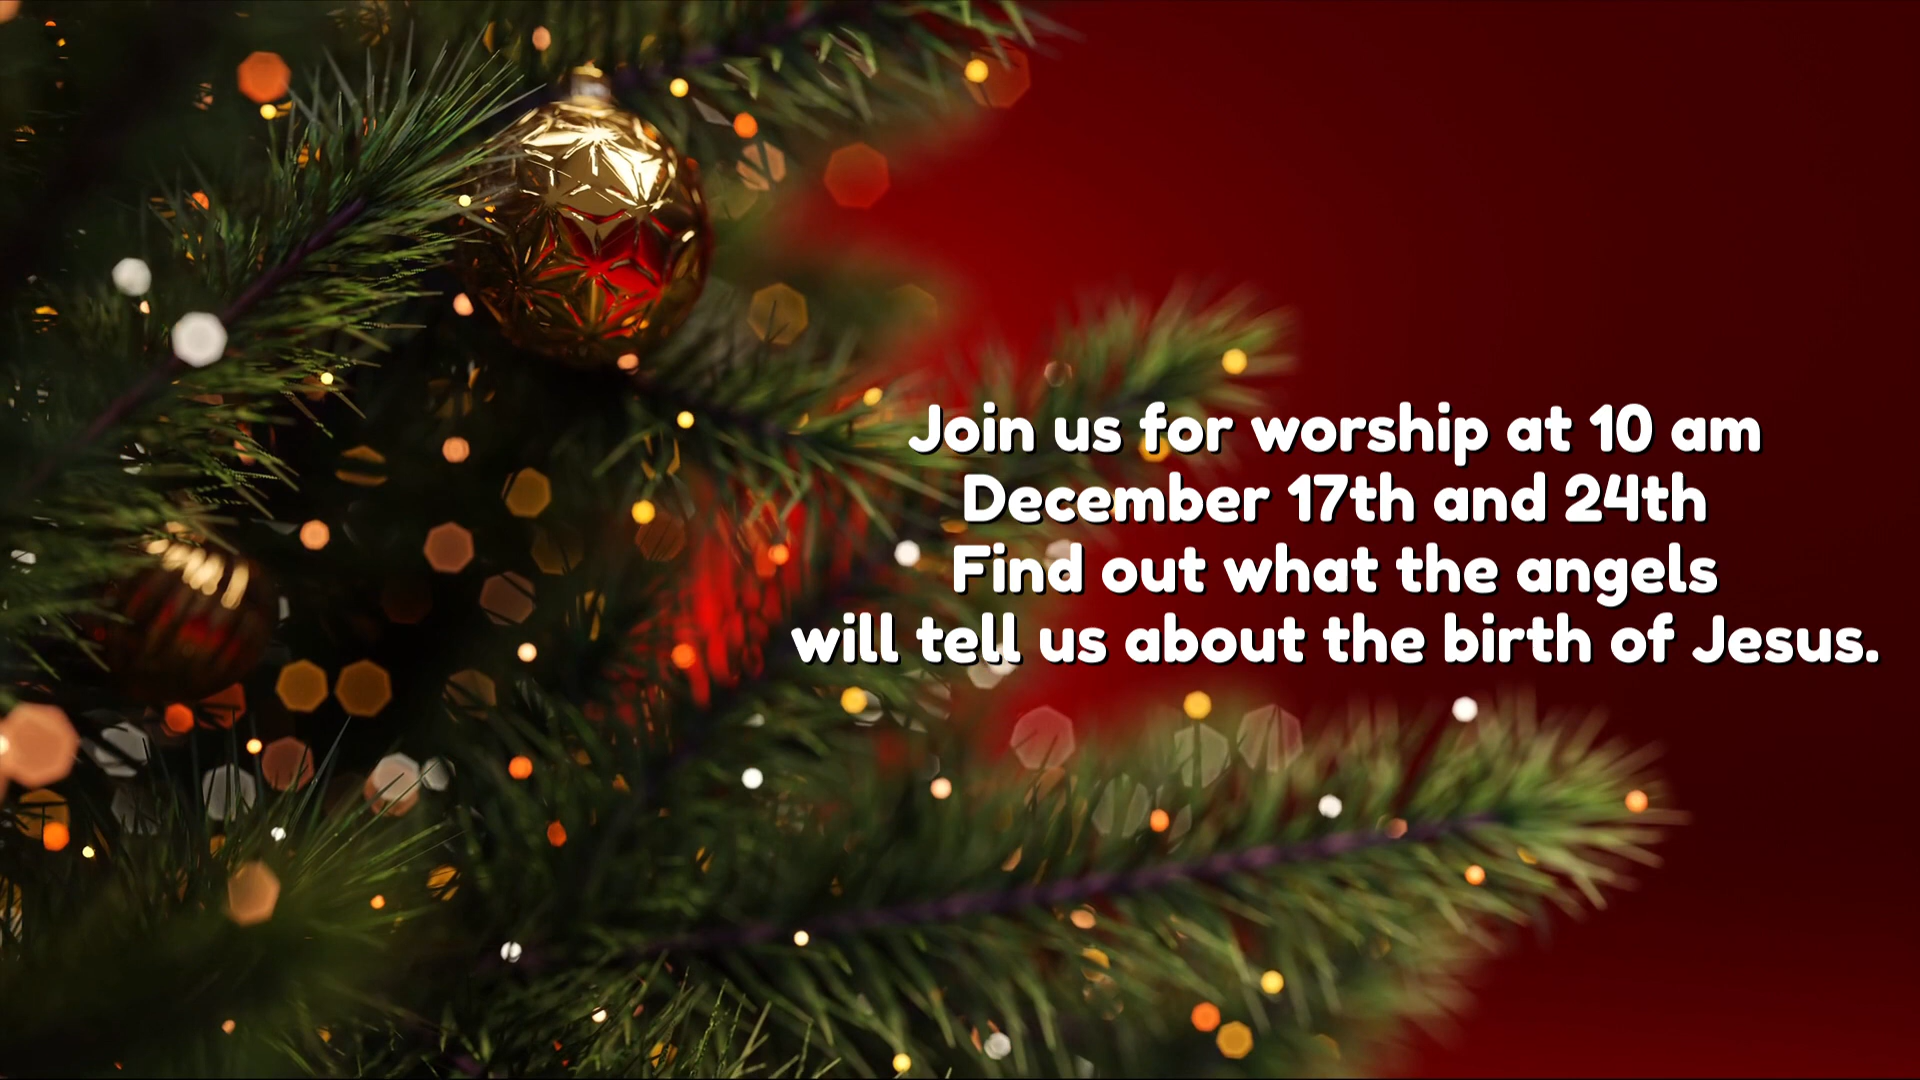 Join us for worship at 10 am
December 17th and 24th
Find out what the angels
will tell us about the birth of Jesus.